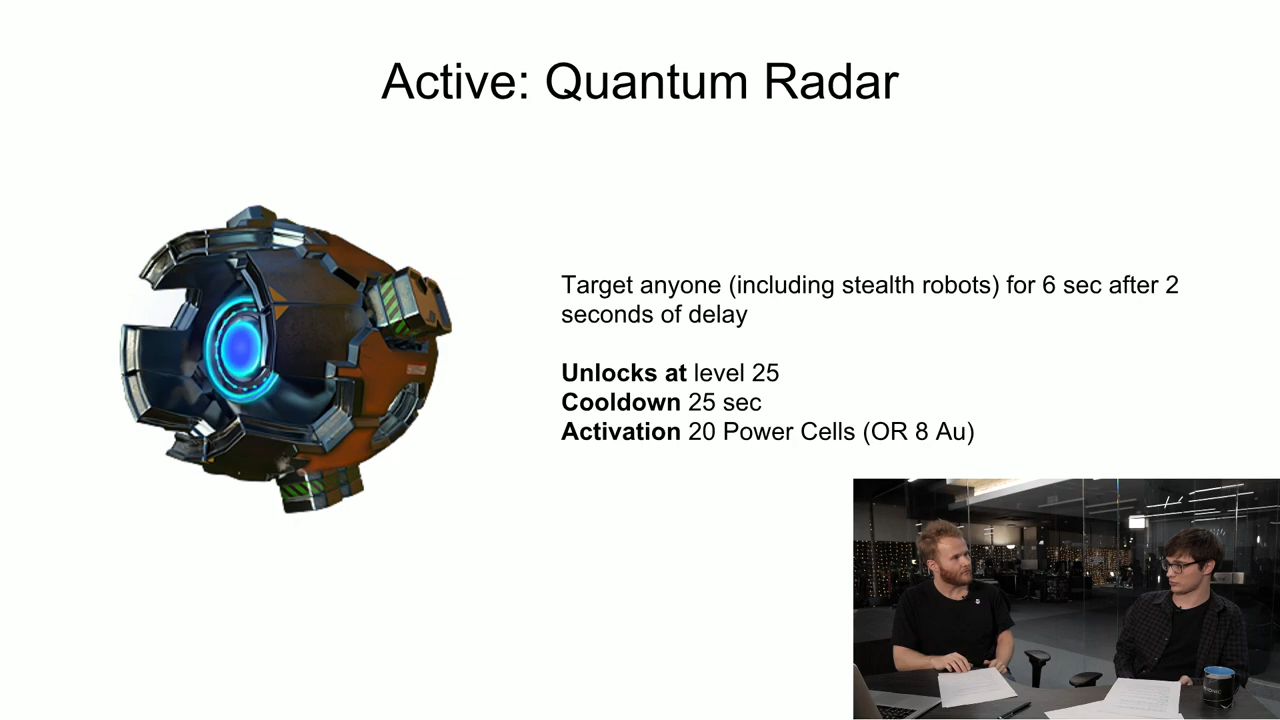 Active: Quantum Radar
Target anyone (including stealth robots) for 6 sec after 2
seconds of delay
Unlocks at level 25
Cooldown 25 sec
Activation 20 Power Cells (OR 8 Au)